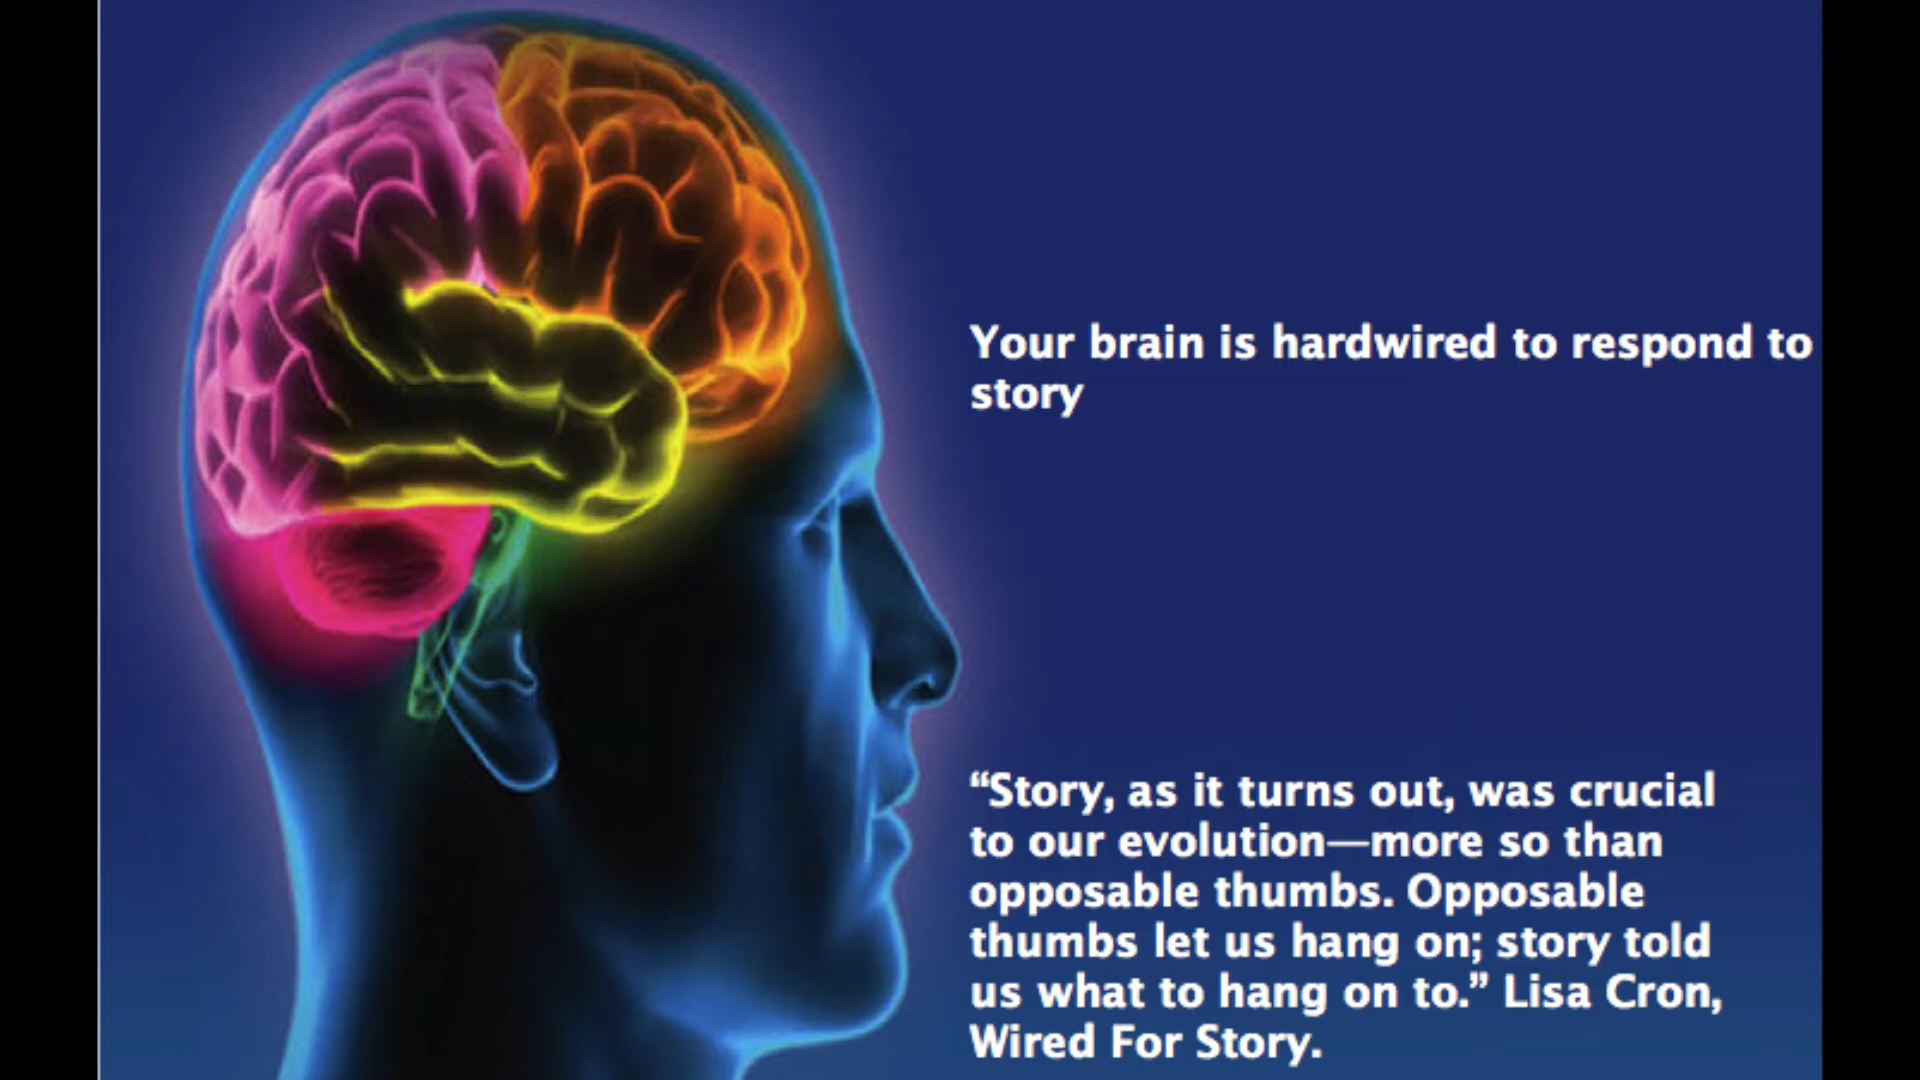 Your brain is hardwired to respond to
story
“Story, as it turns out, was crucial
to our evolution—more so than
opposable thumbs. Opposable
thumbs let us hang on; story told
us what to hang on to.” Lisa Cron,
Wired For Story.